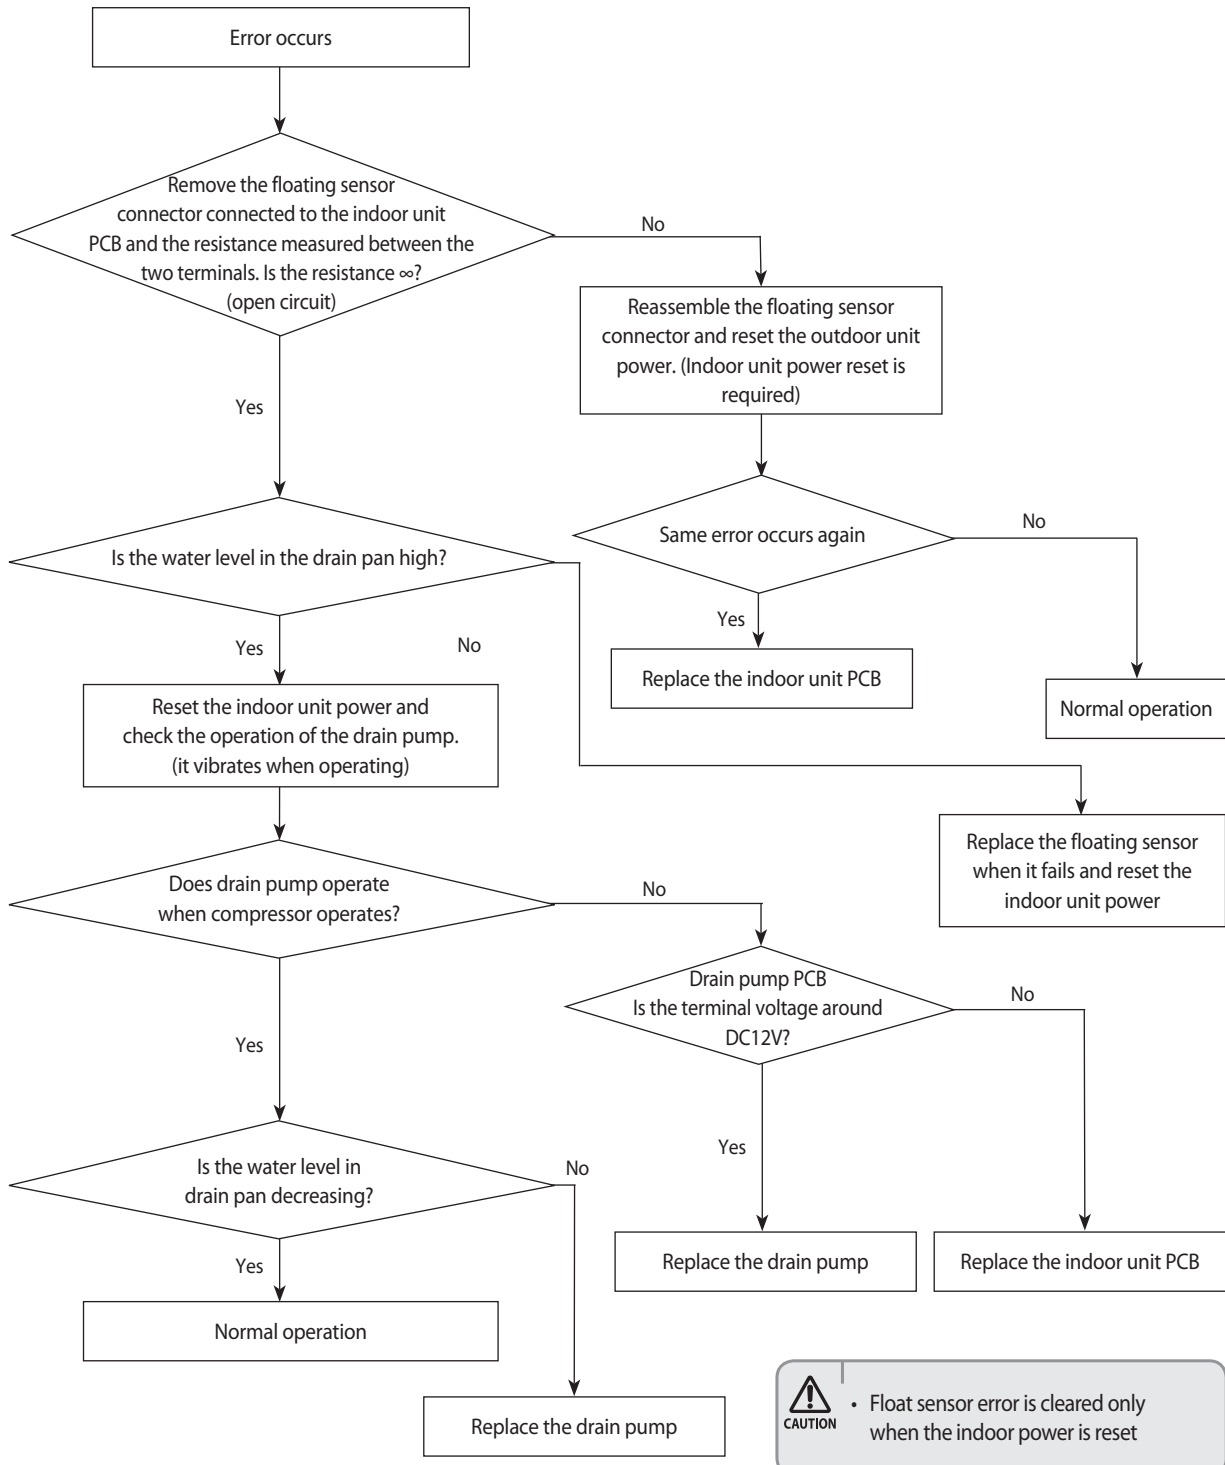 Error occurs
Remove the floating sensor
connector connected to the indoor unit
PCB and the resistance measured between the
two terminals. Is the resistance ∞?
(open circuit)
No
Reassemble the floating sensor
connector and reset the outdoor unit
power. (Indoor unit power reset is
required)
Yes
Same error occurs again
No
Is the water level in the drain pan high?
Yes
Replace the indoor unit PCB
Normal operation
Yes
No
Reset the indoor unit power and
check the operation of the drain pump.
(it vibrates when operating)
Replace the floating sensor
when it fails and reset the
indoor unit power
Does drain pump operate
when compressor operates?
No
Drain pump PCB
Is the terminal voltage around
DC12V?
No
Yes
Yes
Is the water level in
drain pan decreasing?
No
Replace the drain pump
Replace the indoor unit PCB
Yes
Normal operation
Replace the drain pump
CAUTION
• Float sensor error is cleared only
when the indoor power is reset